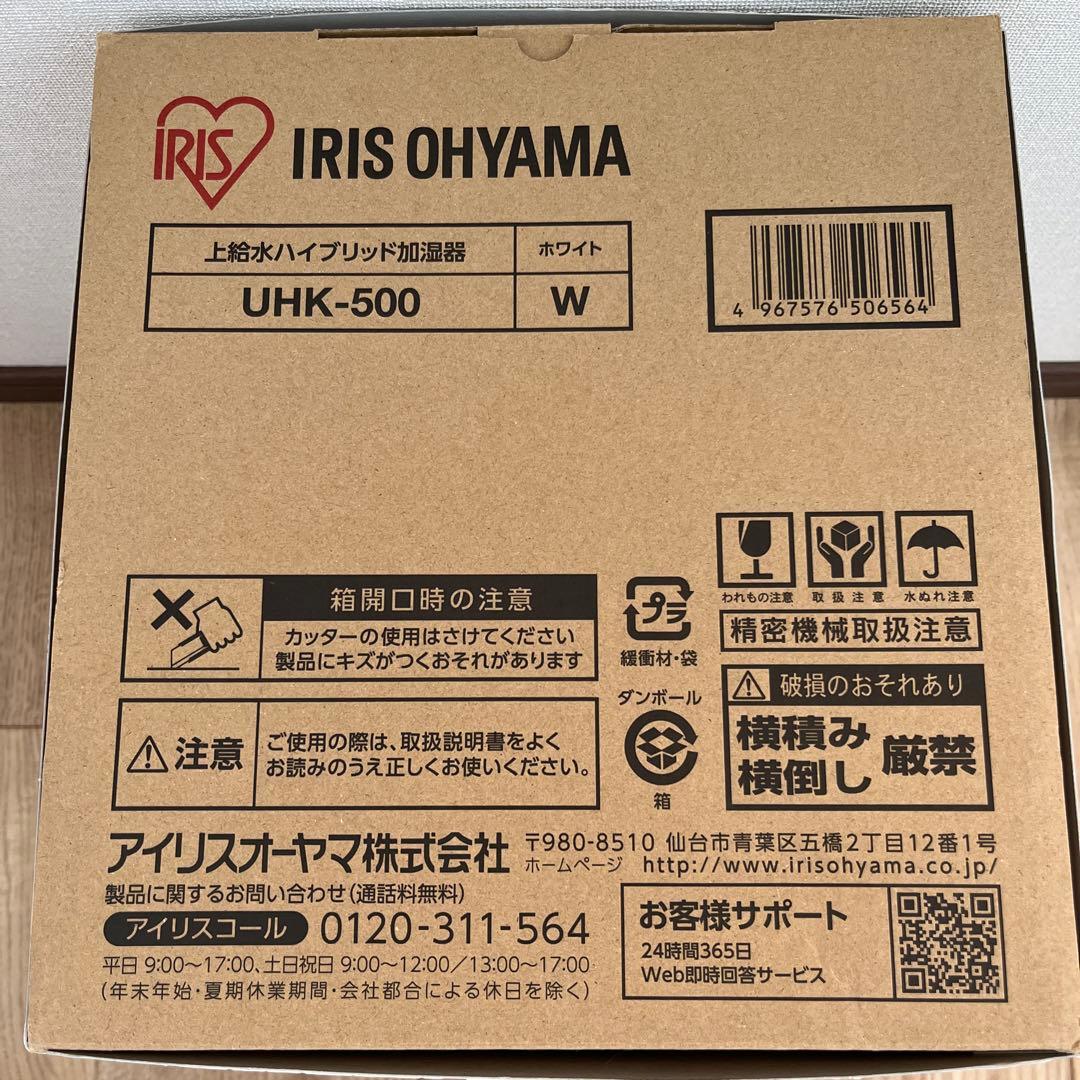 IRIS
IRIS OHYAMA
上給水ハイブリッド加湿器
ホワイト
UHK-500
W
4 967576 506564
われもの注意
取扱注意
水ぬれ注意
精密機械取扱注意
箱開口時の注意
カッターの使用はさけてください
製品にキズがつくおそれがあります
プラ
緩衝材・袋
破損のおそれあり
横積み
横倒し
厳禁
注意
ご使用の際は、取扱説明書をよく
お読みのうえ正しくお使いください。
ダンボール
箱
アイリスオーヤマ株式会社
〒980-8510 仙台市青葉区五橋2丁目12番1号
ホームページ http://www.irisohyama.co.jp/
製品に関するお問い合わせ(通話料無料)
アイリスコール 0120-311-564
平日 9:00～17:00、土日祝日 9:00～12:00／13:00～17:00
(年末年始・夏期休業期間・会社都合による休日を除く)
お客様サポート
24時間365日
Web即時回答サービス